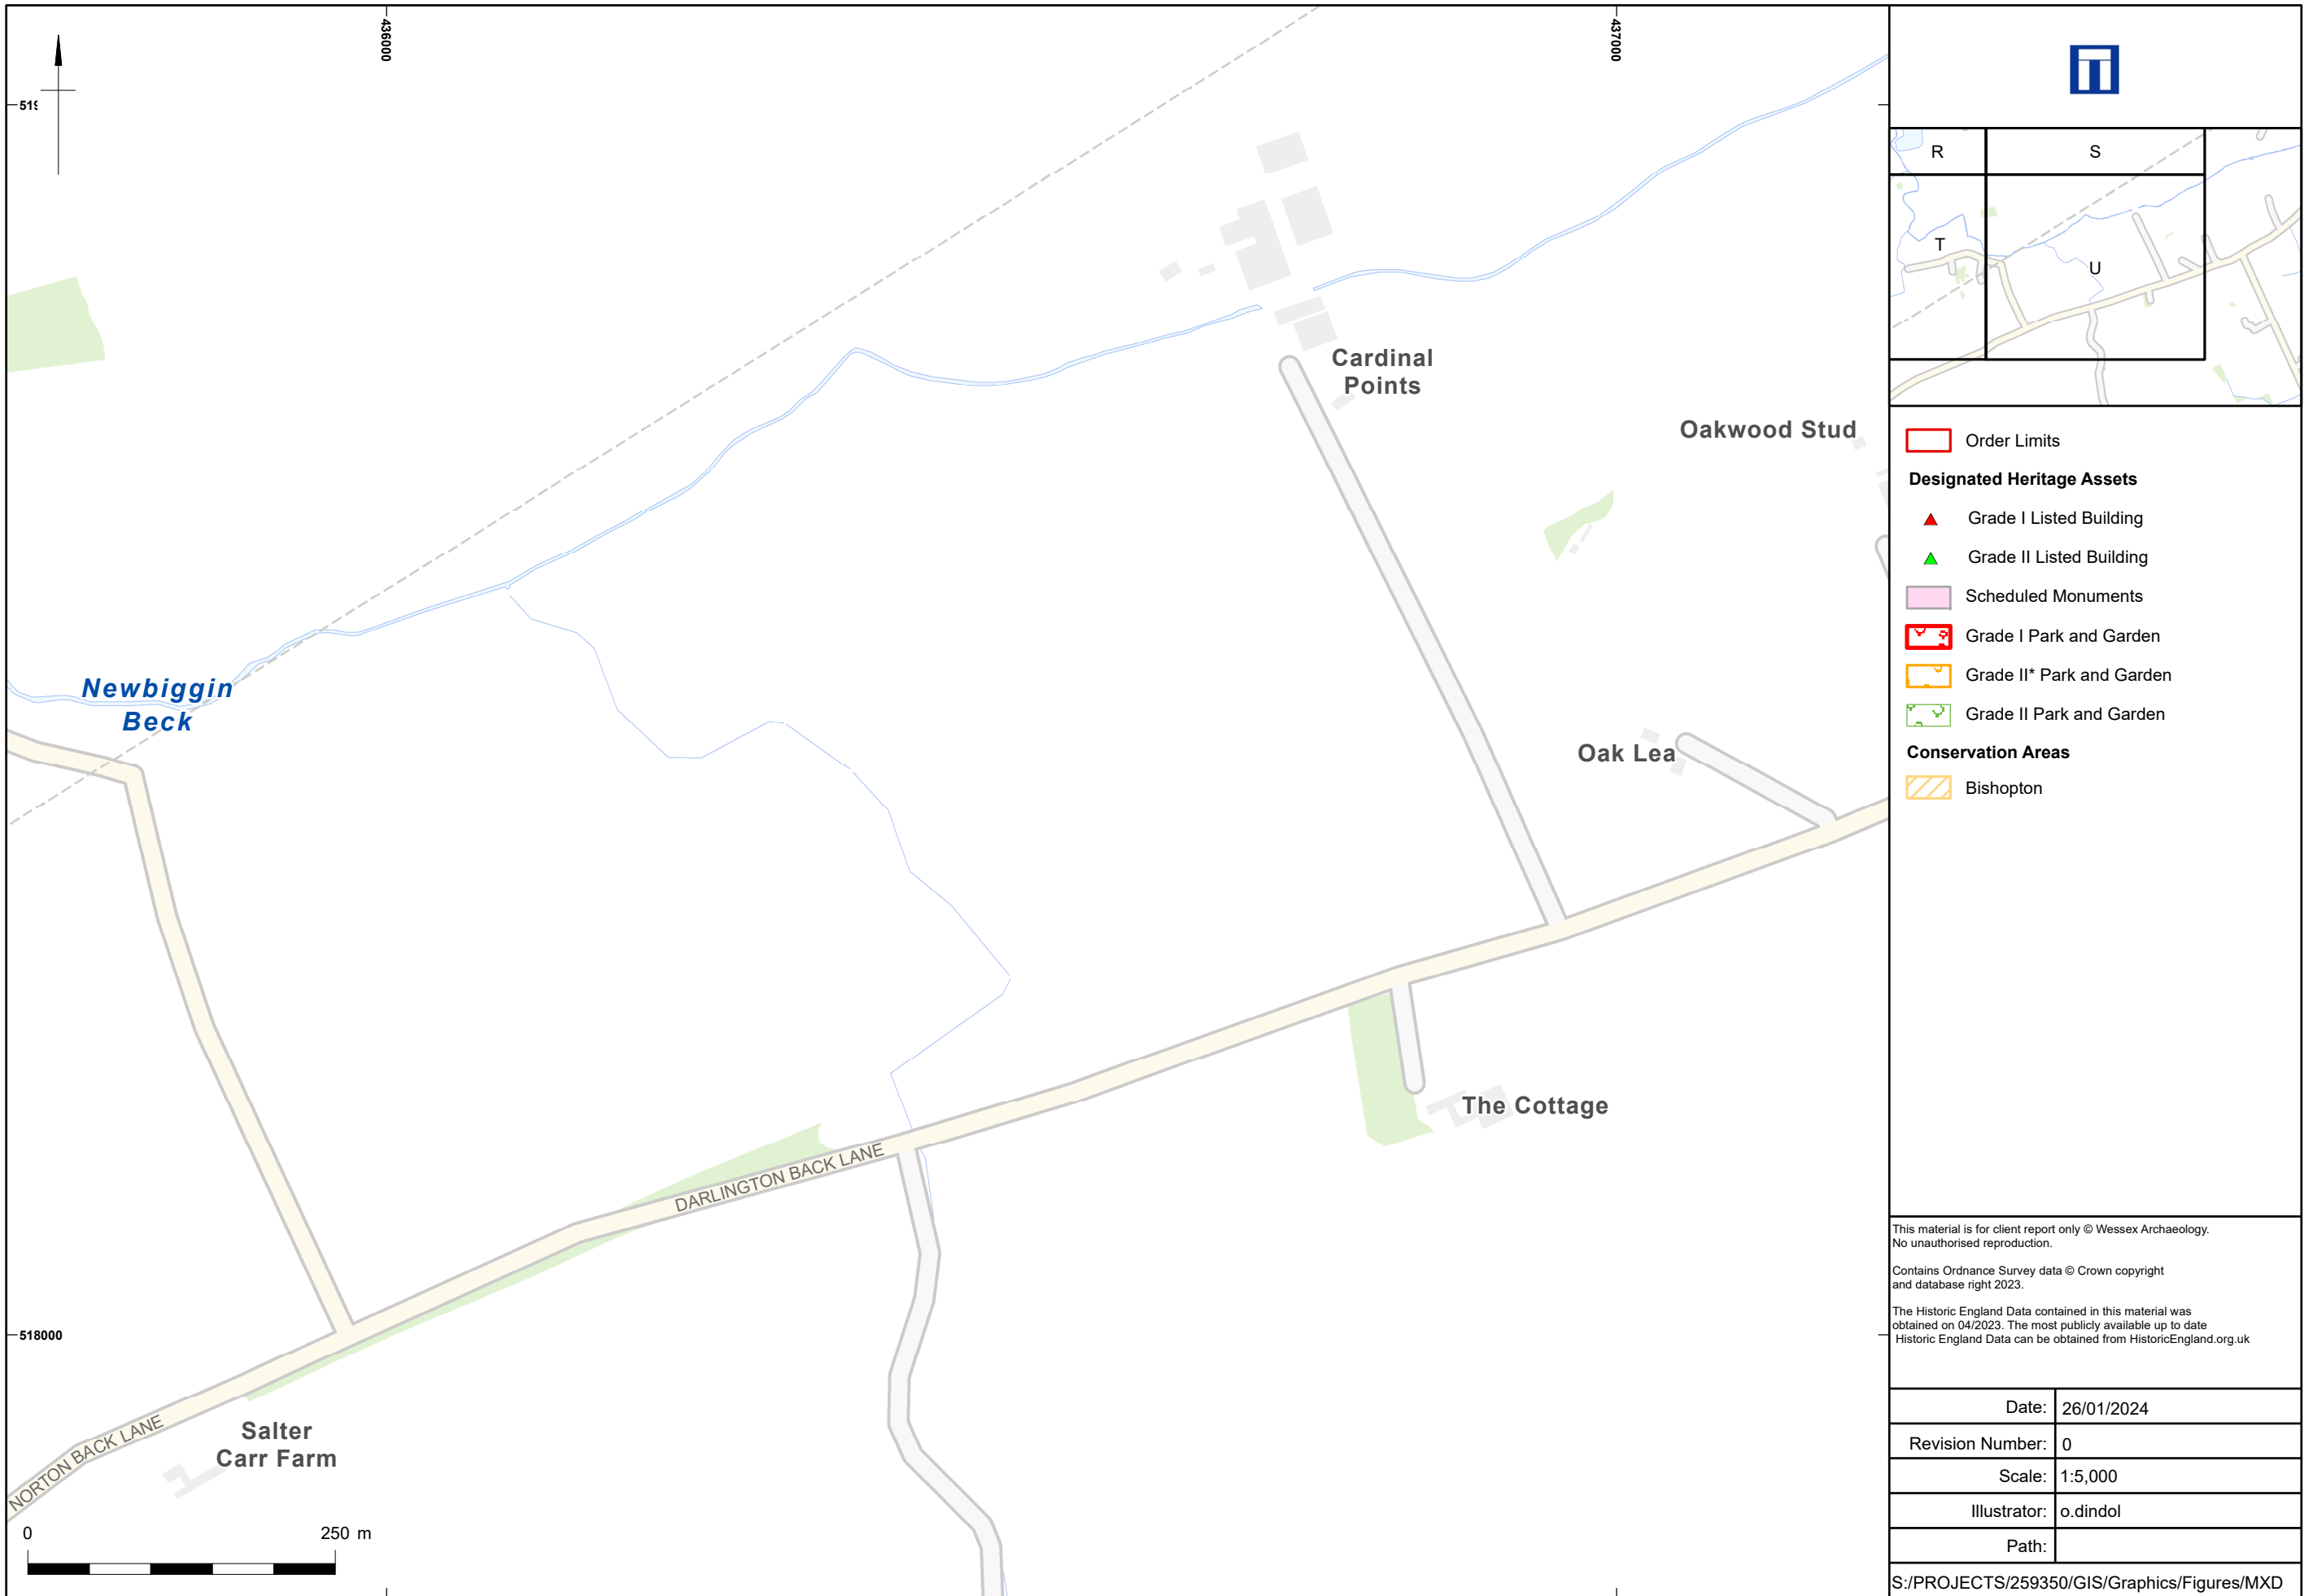 436000
437000
519
Cardinal
Points
Oakwood Stud
Newbiggin
Beck
Oak Lea
The Cottage
DARLINGTON BACK LANE
518000
Salter
Carr Farm
NORTON BACK LANE
0 250 m
R S
T U
Order Limits
Designated Heritage Assets
Grade I Listed Building
Grade II Listed Building
Scheduled Monuments
Grade I Park and Garden
Grade II* Park and Garden
Grade II Park and Garden
Conservation Areas
Bishopton
This material is for client report only © Wessex Archaeology.
No unauthorised reproduction.
Contains Ordnance Survey data © Crown copyright
and database right 2023.
The Historic England Data contained in this material was
obtained on 04/2023. The most publicly available up to date
Historic England Data can be obtained from HistoricEngland.org.uk
Date: 26/01/2024
Revision Number: 0
Scale: 1:5,000
Illustrator: o.dindol
Path:
S:/PROJECTS/259350/GIS/Graphics/Figures/MXD